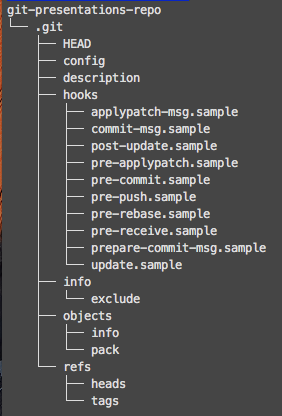 git-presentations-repo
.git
HEAD
config
description
hooks
applypatch-msg.sample
commit-msg.sample
post-update.sample
pre-applypatch.sample
pre-commit.sample
pre-push.sample
pre-rebase.sample
pre-receive.sample
prepare-commit-msg.sample
update.sample
info
exclude
objects
info
pack
refs
heads
tags